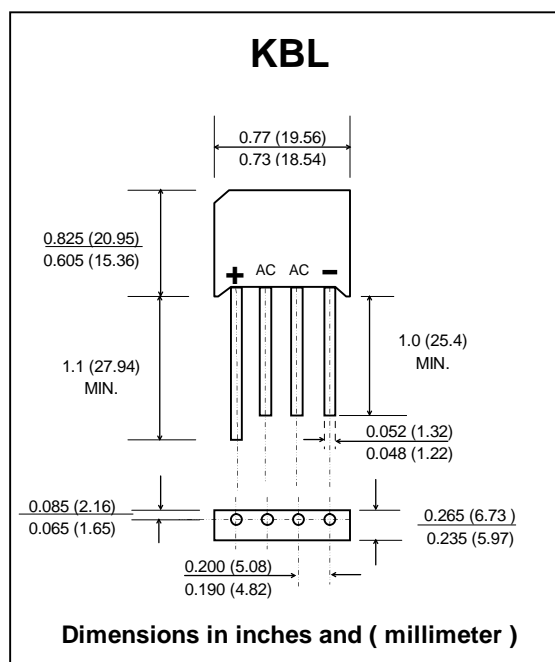 KBL
0.77 (19.56)
0.73 (18.54)
0.825 (20.95)
0.605 (15.36)
+ AC AC -
1.1 (27.94)
MIN.
1.0 (25.4)
MIN.
0.052 (1.32)
0.048 (1.22)
0.085 (2.16)
0.065 (1.65)
0.265 (6.73 )
0.235 (5.97)
0.200 (5.08)
0.190 (4.82)
Dimensions in inches and ( millimeter )